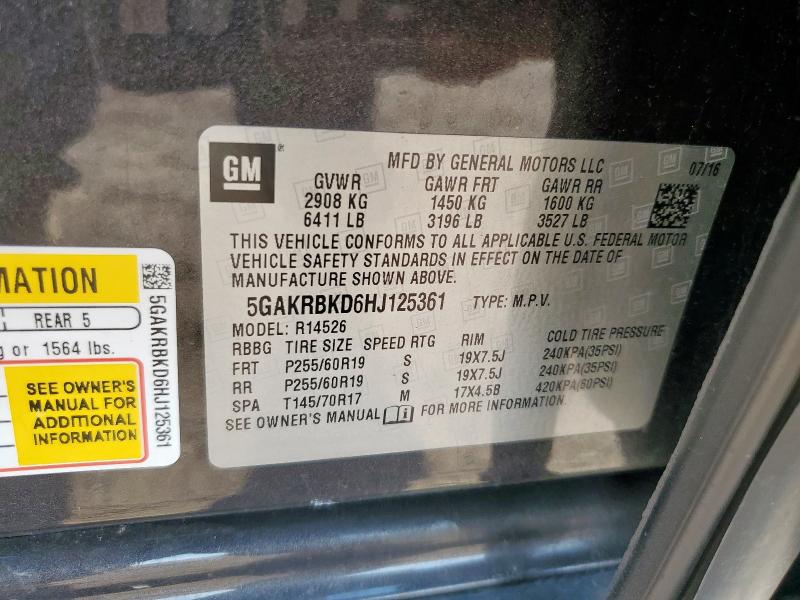 GM
MFD BY GENERAL MOTORS LLC 07/16
GVWR GAWR FRT GAWR RR
2908 KG 1450 KG 1600 KG
6411 LB 3196 LB 3527 LB
THIS VEHICLE CONFORMS TO ALL APPLICABLE U.S. FEDERAL MOTOR
VEHICLE SAFETY STANDARDS IN EFFECT ON THE DATE OF
MANUFACTURE SHOWN ABOVE.
5GAKRBKD6HJ125361 TYPE: M.P.V.
MODEL: R14526
RBBG TIRE SIZE SPEED RTG RIM COLD TIRE PRESSURE
FRT P255/60R19 S 19X7.5J 240KPA(35PSI)
RR P255/60R19 S 19X7.5J 240KPA(35PSI)
SPA T145/70R17 M 17X4.5B 420KPA(60PSI)
SEE OWNER'S MANUAL FOR MORE INFORMATION.
MATION
REAR 5
or 1564 lbs.
SEE OWNER'S
MANUAL FOR
ADDITIONAL
INFORMATION
5GAKRBKD6HJ125361